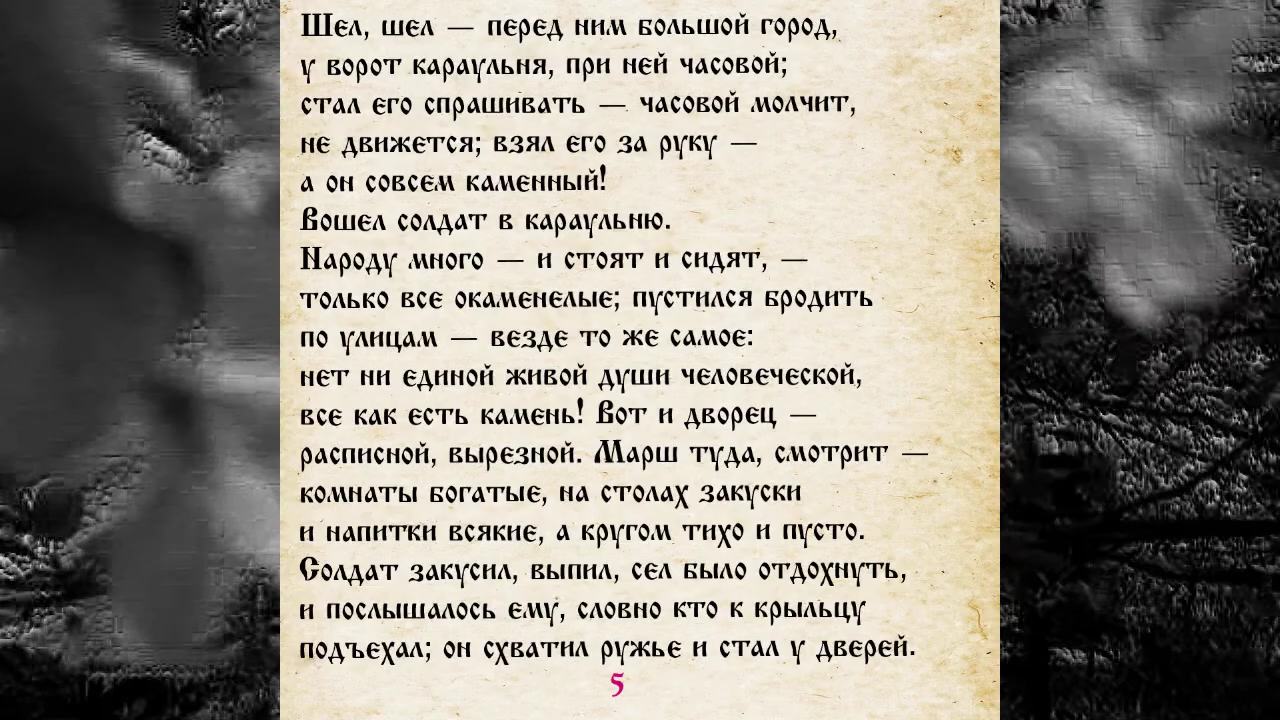 Шел, шел — перед ним большой город,
у ворот караульня, при ней часовой;
стал его спрашивать — часовой молчит,
не движется; взял его за руку —
а он совсем каменный!
Вошел солдат в караульню.
Народу много — и стоят и сидят, —
только все окаменелые; пустился бродить
по улицам — везде то же самое:
нет ни единой живой души человеческой,
все как есть камень! Вот и дворец —
расписной, вырезной. Марш туда, смотрит —
комнаты богатые, на столах закуски
и напитки всякие, а кругом тихо и пусто.
Солдат закусил, выпил, сел было отдохнуть,
и послышалось ему, словно кто к крыльцу
подъехал; он схватил ружье и стал у дверей.
5